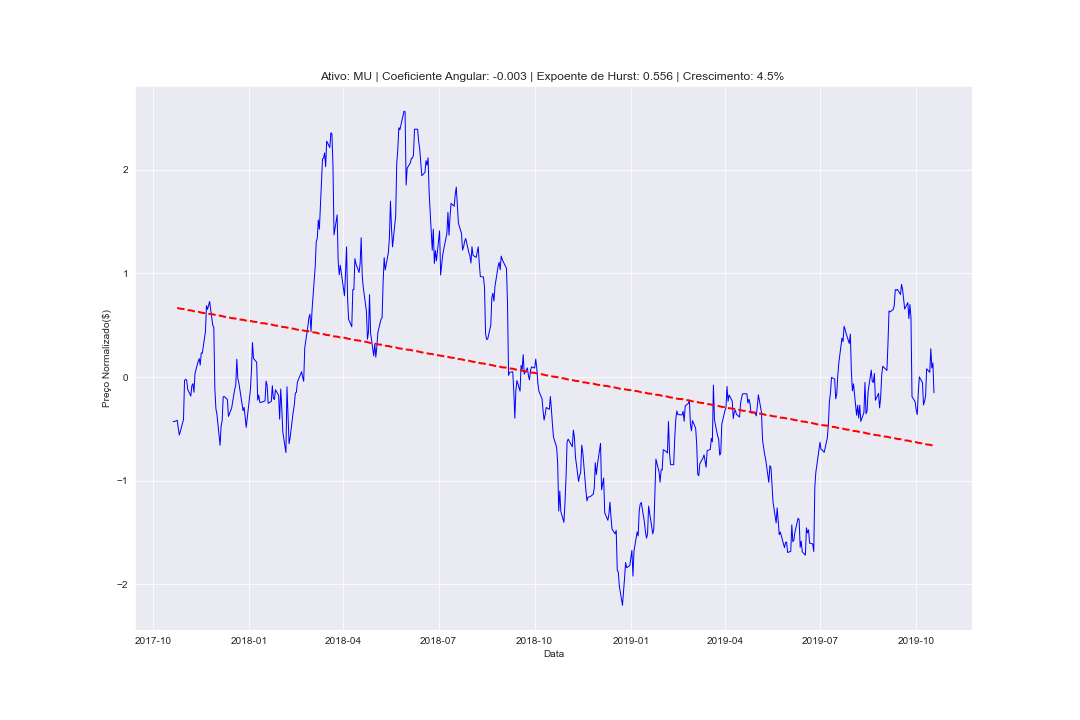 Ativo: MU | Coeficiente Angular: -0.003 | Expoente de Hurst: 0.556 | Crescimento: 4.5%
Preço Normalizado($)
2
1
0
−1
−2
2017-10 2018-01 2018-04 2018-07 2018-10 2019-01 2019-04 2019-07 2019-10
Data